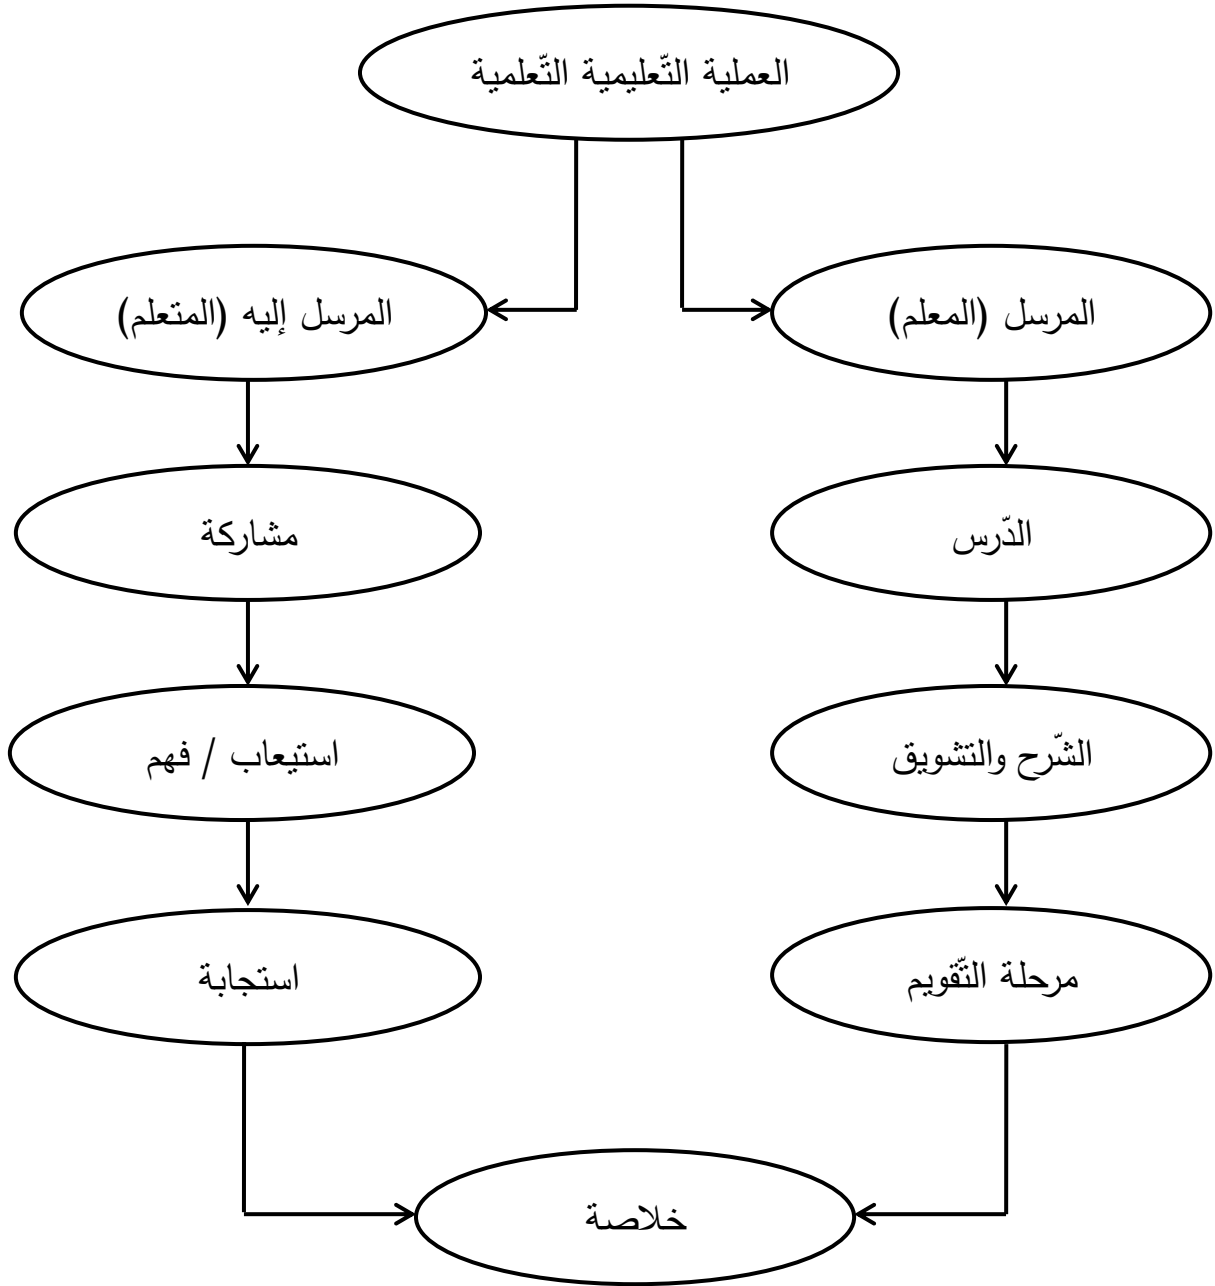 العملية التّعليمية التّعلمية
المرسل (المعلم)
المرسل إليه (المتعلم)
الدّرس
مشاركة
الشّرح والتشويق
استيعاب / فهم
مرحلة التّقويم
استجابة
خلاصة